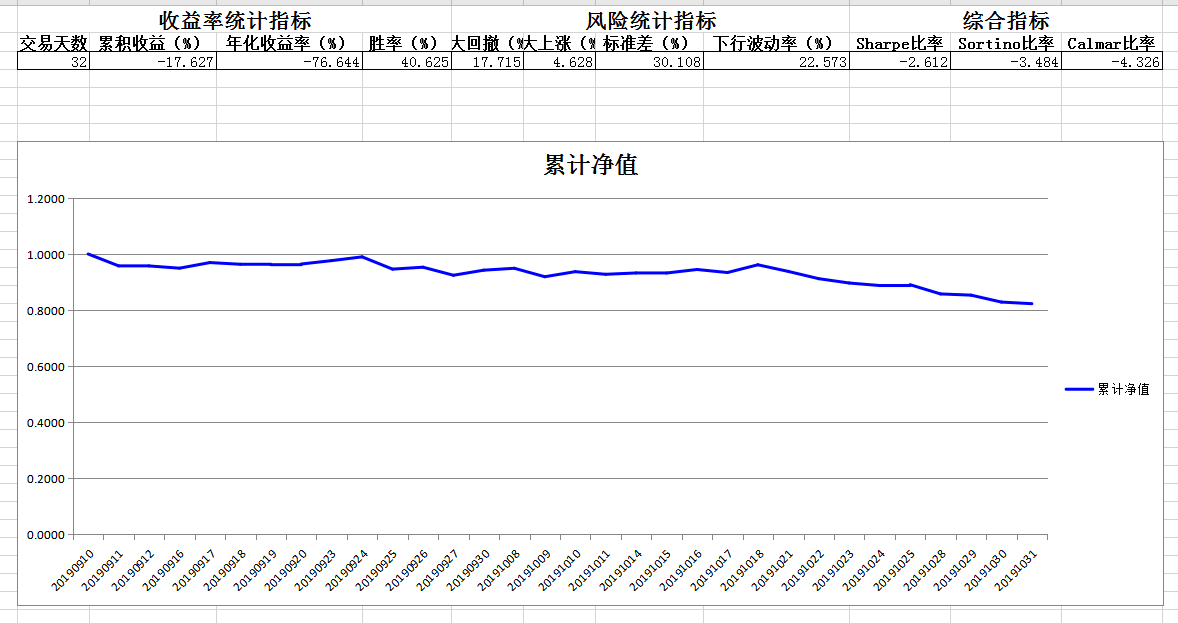 收益率统计指标 风险统计指标 综合指标
交易天数 累积收益（%） 年化收益率（%） 胜率（%） 大回撤（% 大上涨（% 标准差（%） 下行波动率（%） Sharpe比率 Sortino比率 Calmar比率
32 -17.627 -76.644 40.625 17.715 4.628 30.108 22.573 -2.612 -3.484 -4.326
累计净值
1.2000
1.0000
0.8000
0.6000
0.4000
0.2000
0.0000
累计净值
20190910 20190911 20190912 20190916 20190917 20190918 20190919 20190920 20190923 20190924 20190925 20190926 20190927 20190930 20191008 20191009 20191010 20191011 20191014 20191015 20191016 20191017 20191018 20191021 20191022 20191023 20191024 20191025 20191028 20191029 20191030 20191031